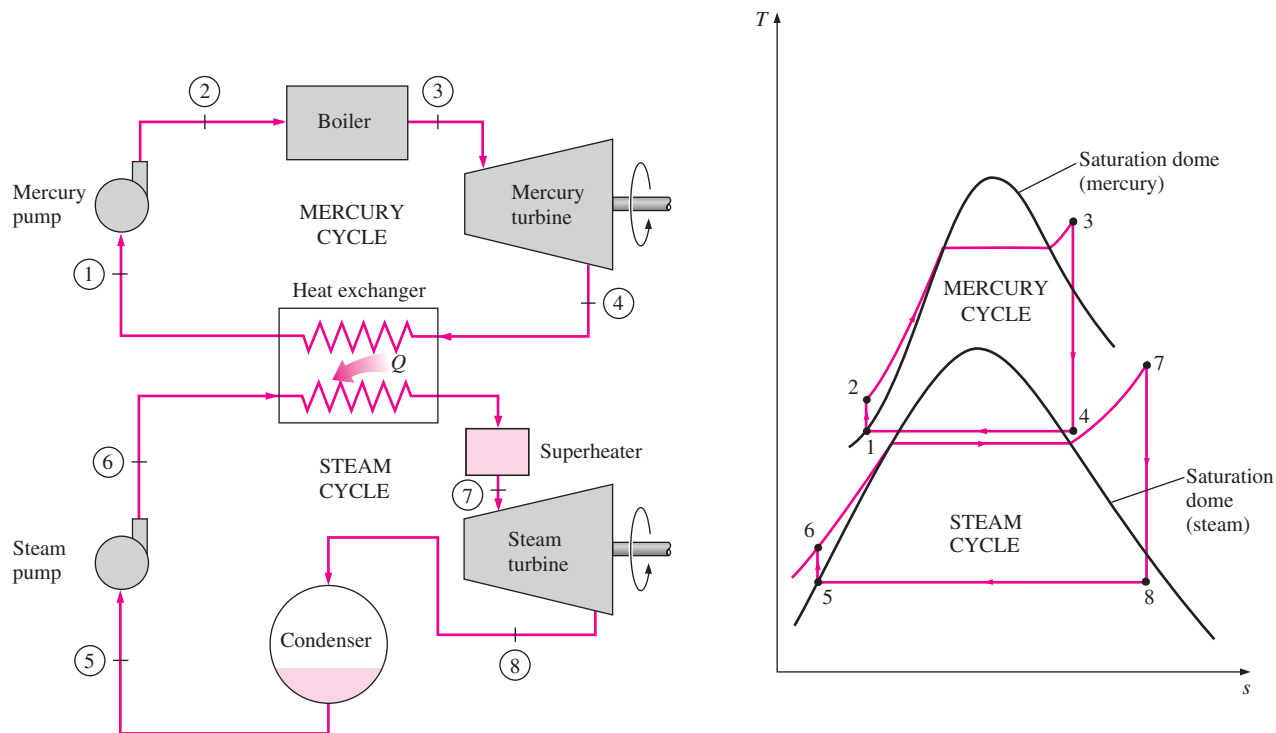 2
3
Boiler
Mercury
pump
MERCURY
CYCLE
Mercury
turbine
1
Heat exchanger
4
Q
6
STEAM
CYCLE
Superheater
7
Steam
pump
Steam
turbine
Condenser
5
8
T
Saturation dome
(mercury)
3
MERCURY
CYCLE
7
2
4
1
Saturation
dome
(steam)
6
STEAM
CYCLE
5
8
s